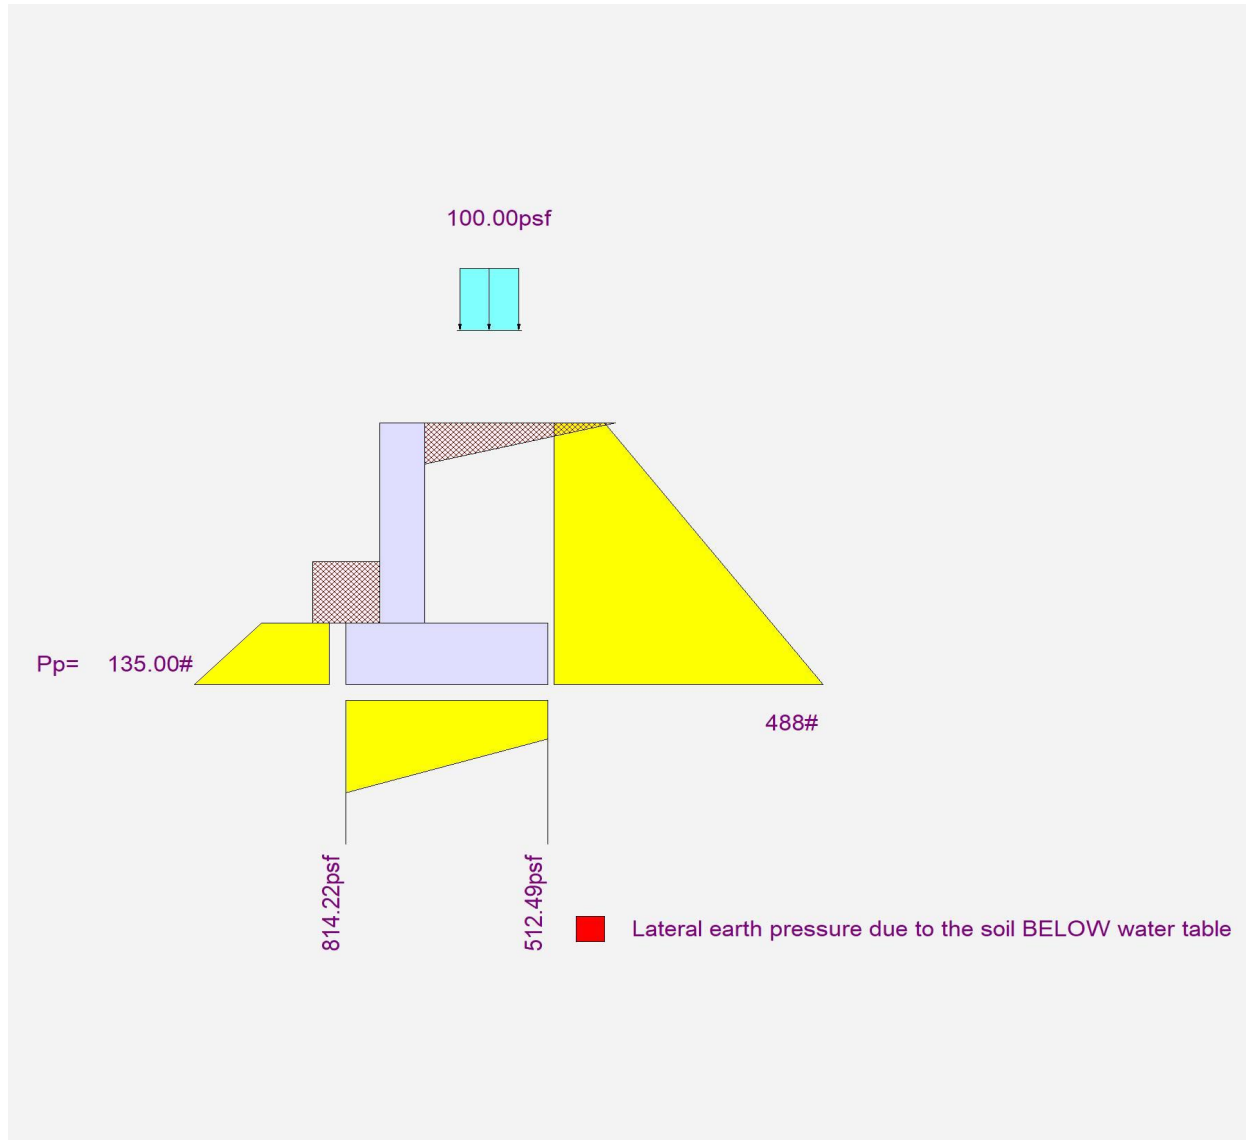 100.00psf
Pp= 135.00#
488#
814.22psf
512.49psf
Lateral earth pressure due to the soil BELOW water table